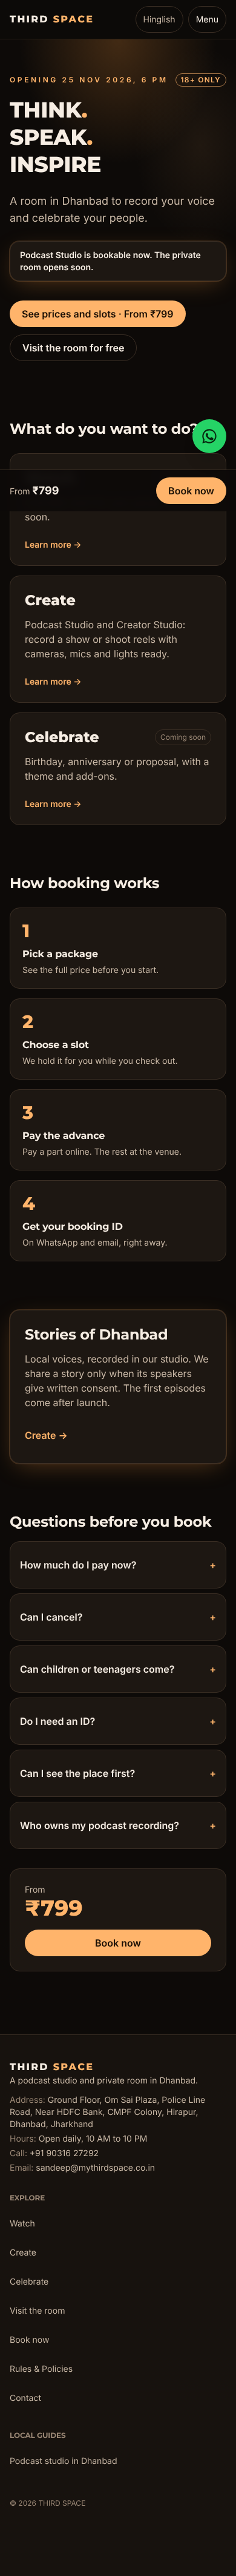 THIRD SPACE
Hinglish
Menu
OPENING 25 NOV 2026, 6 PM
18+ ONLY
THINK.
SPEAK.
INSPIRE
A room in Dhanbad to record your voice
and celebrate your people.
Podcast Studio is bookable now. The private
room opens soon.
See prices and slots · From ₹799
Visit the room for free
What do you want to do?
From ₹799
Book now
soon.
Learn more →
Create
Podcast Studio and Creator Studio:
record a show or shoot reels with
cameras, mics and lights ready.
Learn more →
Celebrate
Coming soon
Birthday, anniversary or proposal, with a
theme and add-ons.
Learn more →
How booking works
1
Pick a package
See the full price before you start.
2
Choose a slot
We hold it for you while you check out.
3
Pay the advance
Pay a part online. The rest at the venue.
4
Get your booking ID
On WhatsApp and email, right away.
Stories of Dhanbad
Local voices, recorded in our studio. We
share a story only when its speakers
give written consent. The first episodes
come after launch.
Create →
Questions before you book
How much do I pay now? +
Can I cancel? +
Can children or teenagers come? +
Do I need an ID? +
Can I see the place first? +
Who owns my podcast recording? +
From
₹799
Book now
THIRD SPACE
A podcast studio and private room in Dhanbad.
Address: Ground Floor, Om Sai Plaza, Police Line
Road, Near HDFC Bank, CMPF Colony, Hirapur,
Dhanbad, Jharkhand
Hours: Open daily, 10 AM to 10 PM
Call: +91 90316 27292
Email: sandeep@mythirdspace.co.in
EXPLORE
Watch
Create
Celebrate
Visit the room
Book now
Rules & Policies
Contact
LOCAL GUIDES
Podcast studio in Dhanbad
© 2026 THIRD SPACE